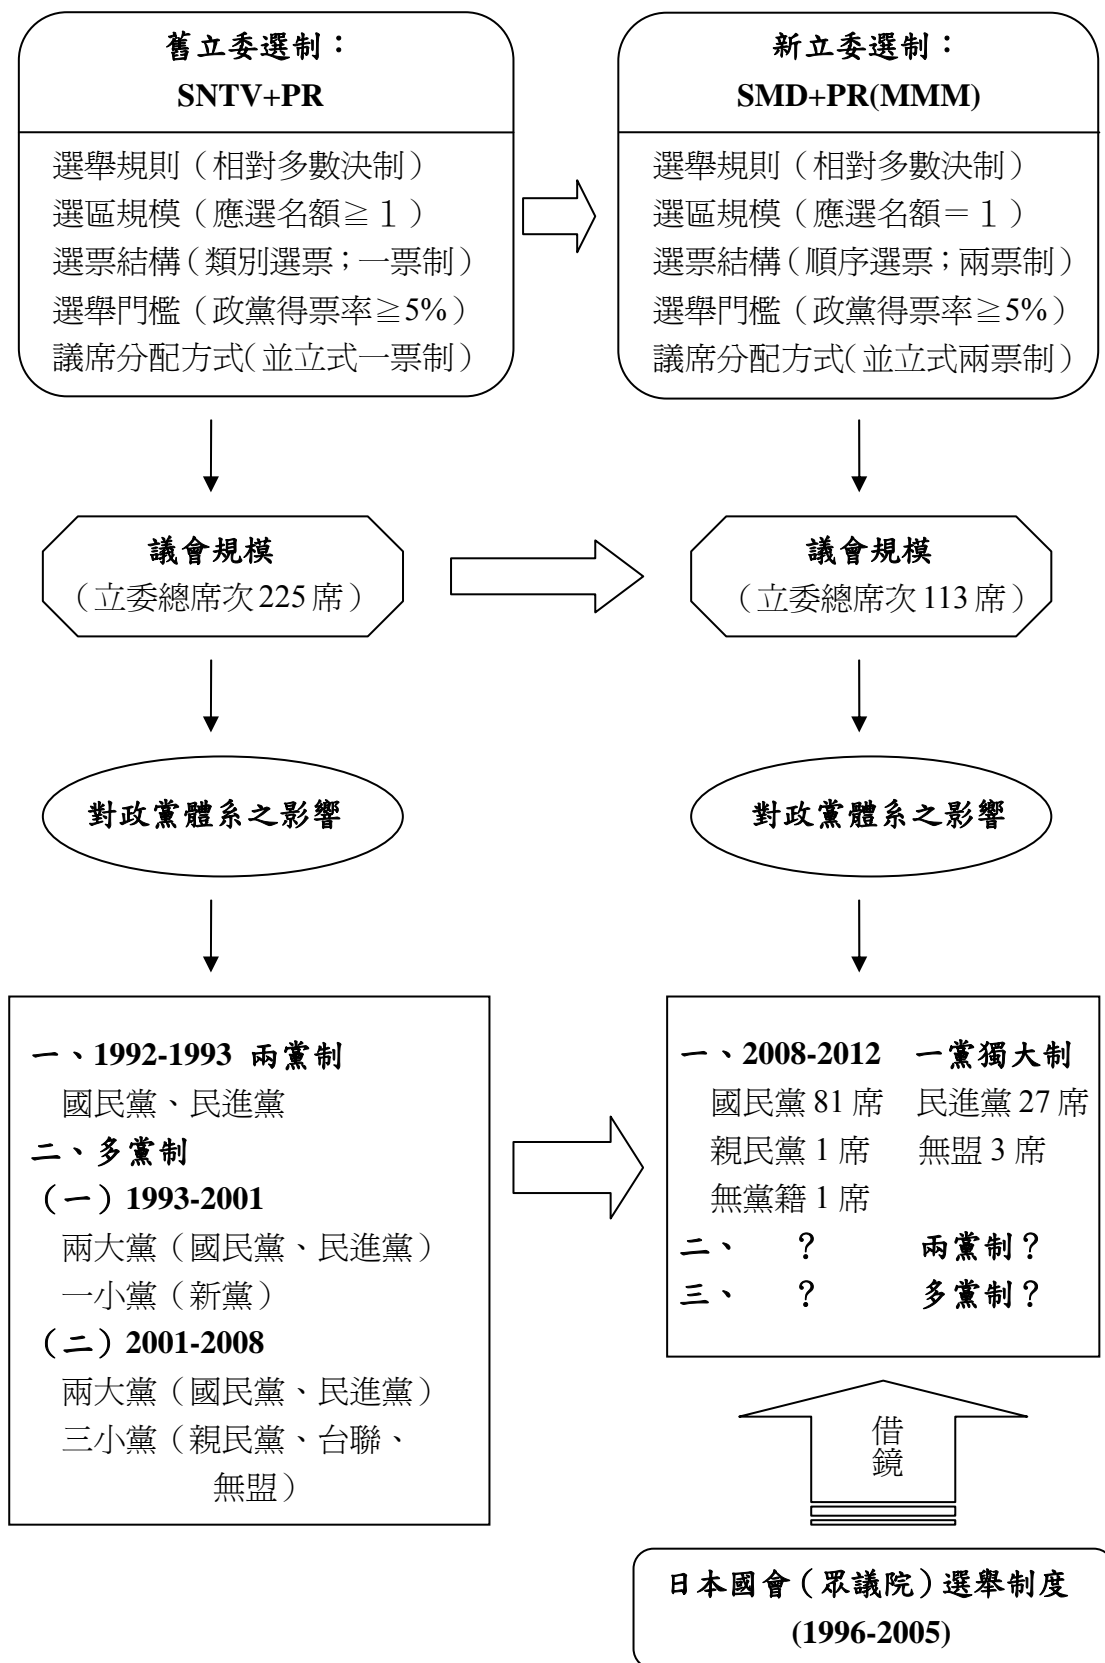 舊立委選制：
SNTV+PR
選舉規則（相對多數決制）
選區規模（應選名額≧１）
選票結構（類別選票；一票制）
選舉門檻（政黨得票率≧5%）
議席分配方式（並立式一票制）
新立委選制：
SMD+PR(MMM)
選舉規則（相對多數決制）
選區規模（應選名額＝１）
選票結構（順序選票；兩票制）
選舉門檻（政黨得票率≧5%）
議席分配方式（並立式兩票制）
議會規模
（立委總席次 225 席）
議會規模
（立委總席次 113 席）
對政黨體系之影響
對政黨體系之影響
一、1992-1993 兩黨制
國民黨、民進黨
二、多黨制
（一）1993-2001
兩大黨（國民黨、民進黨）
一小黨（新黨）
（二）2001-2008
兩大黨（國民黨、民進黨）
三小黨（親民黨、台聯、
無盟）
一、2008-2012 一黨獨大制
國民黨 81 席 民進黨 27 席
親民黨 1 席 無盟 3 席
無黨籍 1 席
二、 ？ 兩黨制？
三、 ？ 多黨制？
借鏡
日本國會（眾議院）選舉制度
(1996-2005)